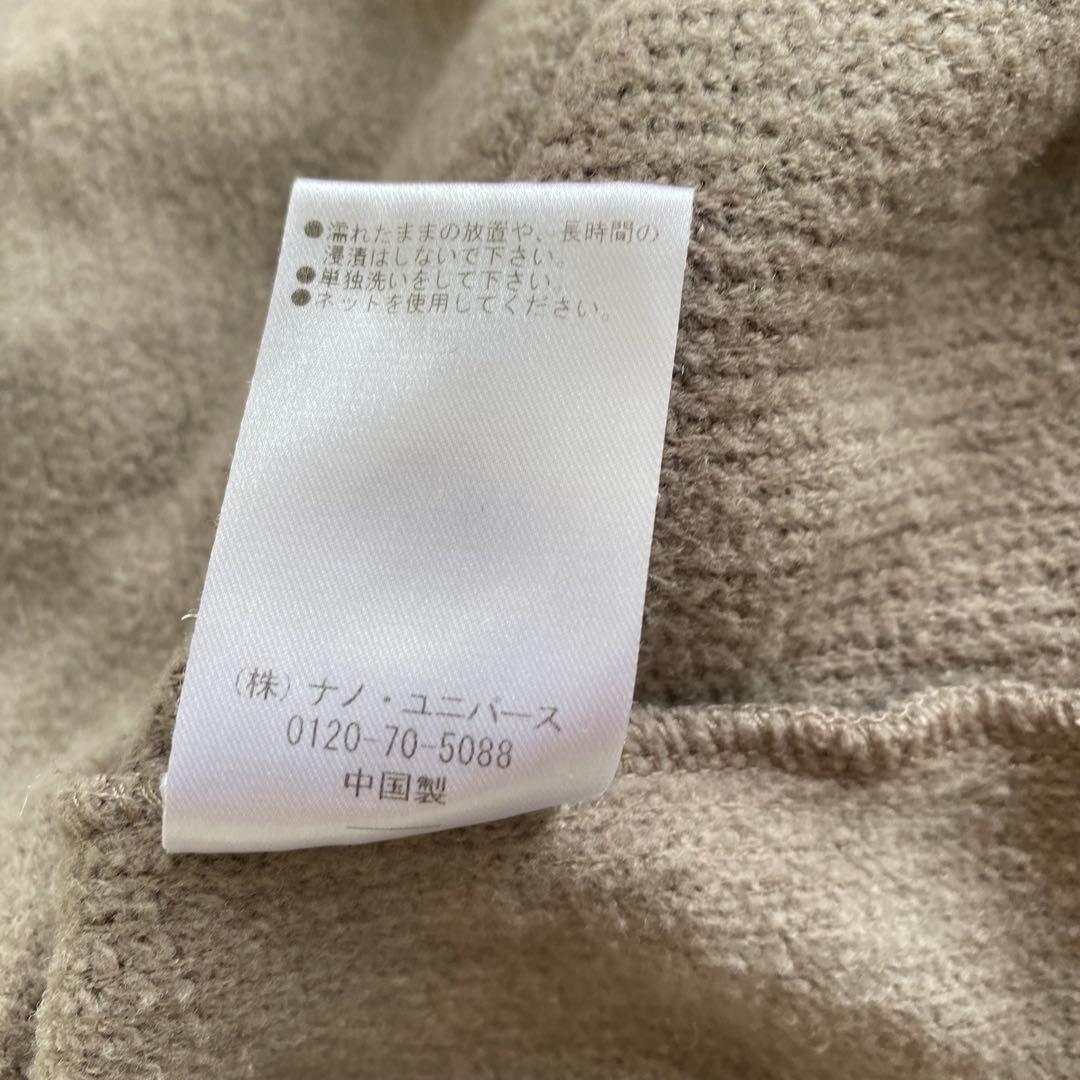 ●濡れたままの放置や、長時間の
浸漬はしないで下さい。
●単独洗いをして下さい。
●ネットを使用してください。
(株)ナノ・ユニバース
0120-70-5088
中国製